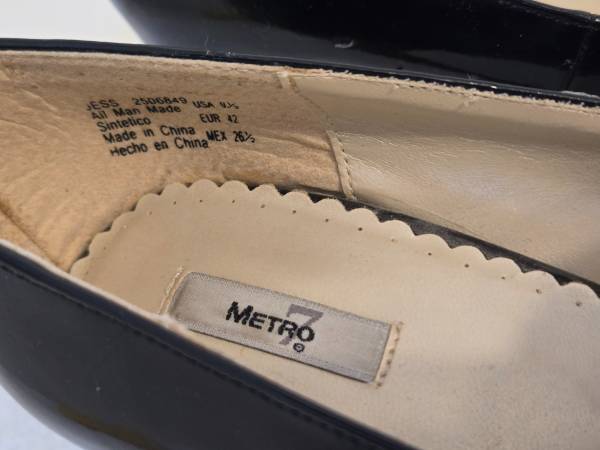 JESS 2506849 USA 9½
All Man Made EUR 42
Sintetico
Made in China MEX 26½
Hecho en China
METRO 7
®